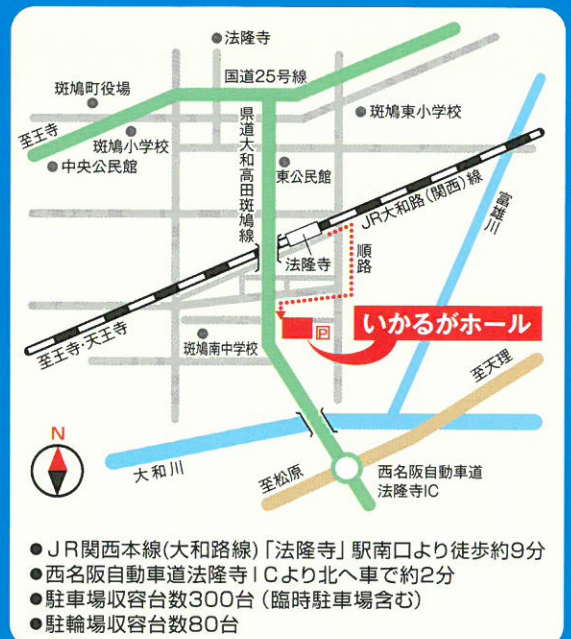 法隆寺
国道25号線
斑鳩町役場
至王寺
斑鳩小学校
中央公民館
県道大和高田斑鳩線
斑鳩東小学校
東公民館
JR大和路(関西)線
富雄川
法隆寺
順路
P
いかるがホール
斑鳩南中学校
至王寺・天王寺
至天理
N
大和川
至松原
西名阪自動車道
法隆寺IC
●JR関西本線(大和路線)「法隆寺」駅南口より徒歩約9分
●西名阪自動車道法隆寺ICより北へ車で約2分
●駐車場収容台数300台(臨時駐車場含む)
●駐輪場収容台数80台